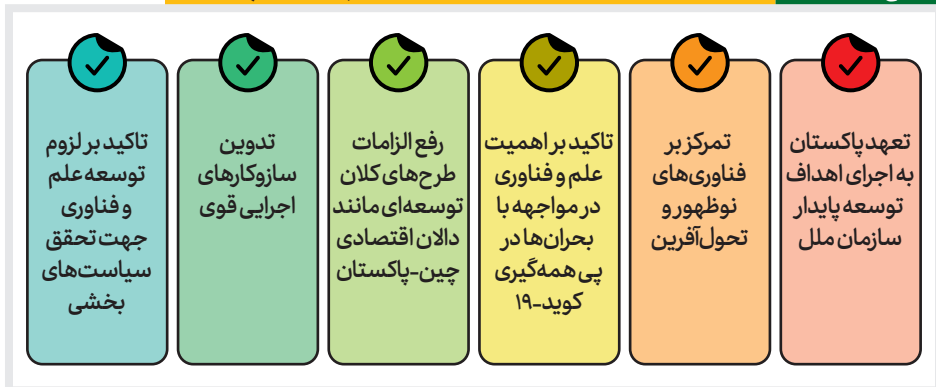 تعهد پاکستان
به اجرای اهداف
توسعه پایدار
سازمان ملل
تمرکز بر
فناوری‌های
نوظهور و
تحول‌آفرین
تاکید بر اهمیت
علم و فناوری
در مواجهه با
بحران‌ها در
پی همه‌گیری
کوید-۱۹
رفع الزامات
طرح‌های کلان
توسعه‌ای مانند
دالان اقتصادی
چین-پاکستان
تدوین
سازوکارهای
اجرایی قوی
تاکید بر لزوم
توسعه علم
و فناوری
جهت تحقق
سیاست‌های
بخشی